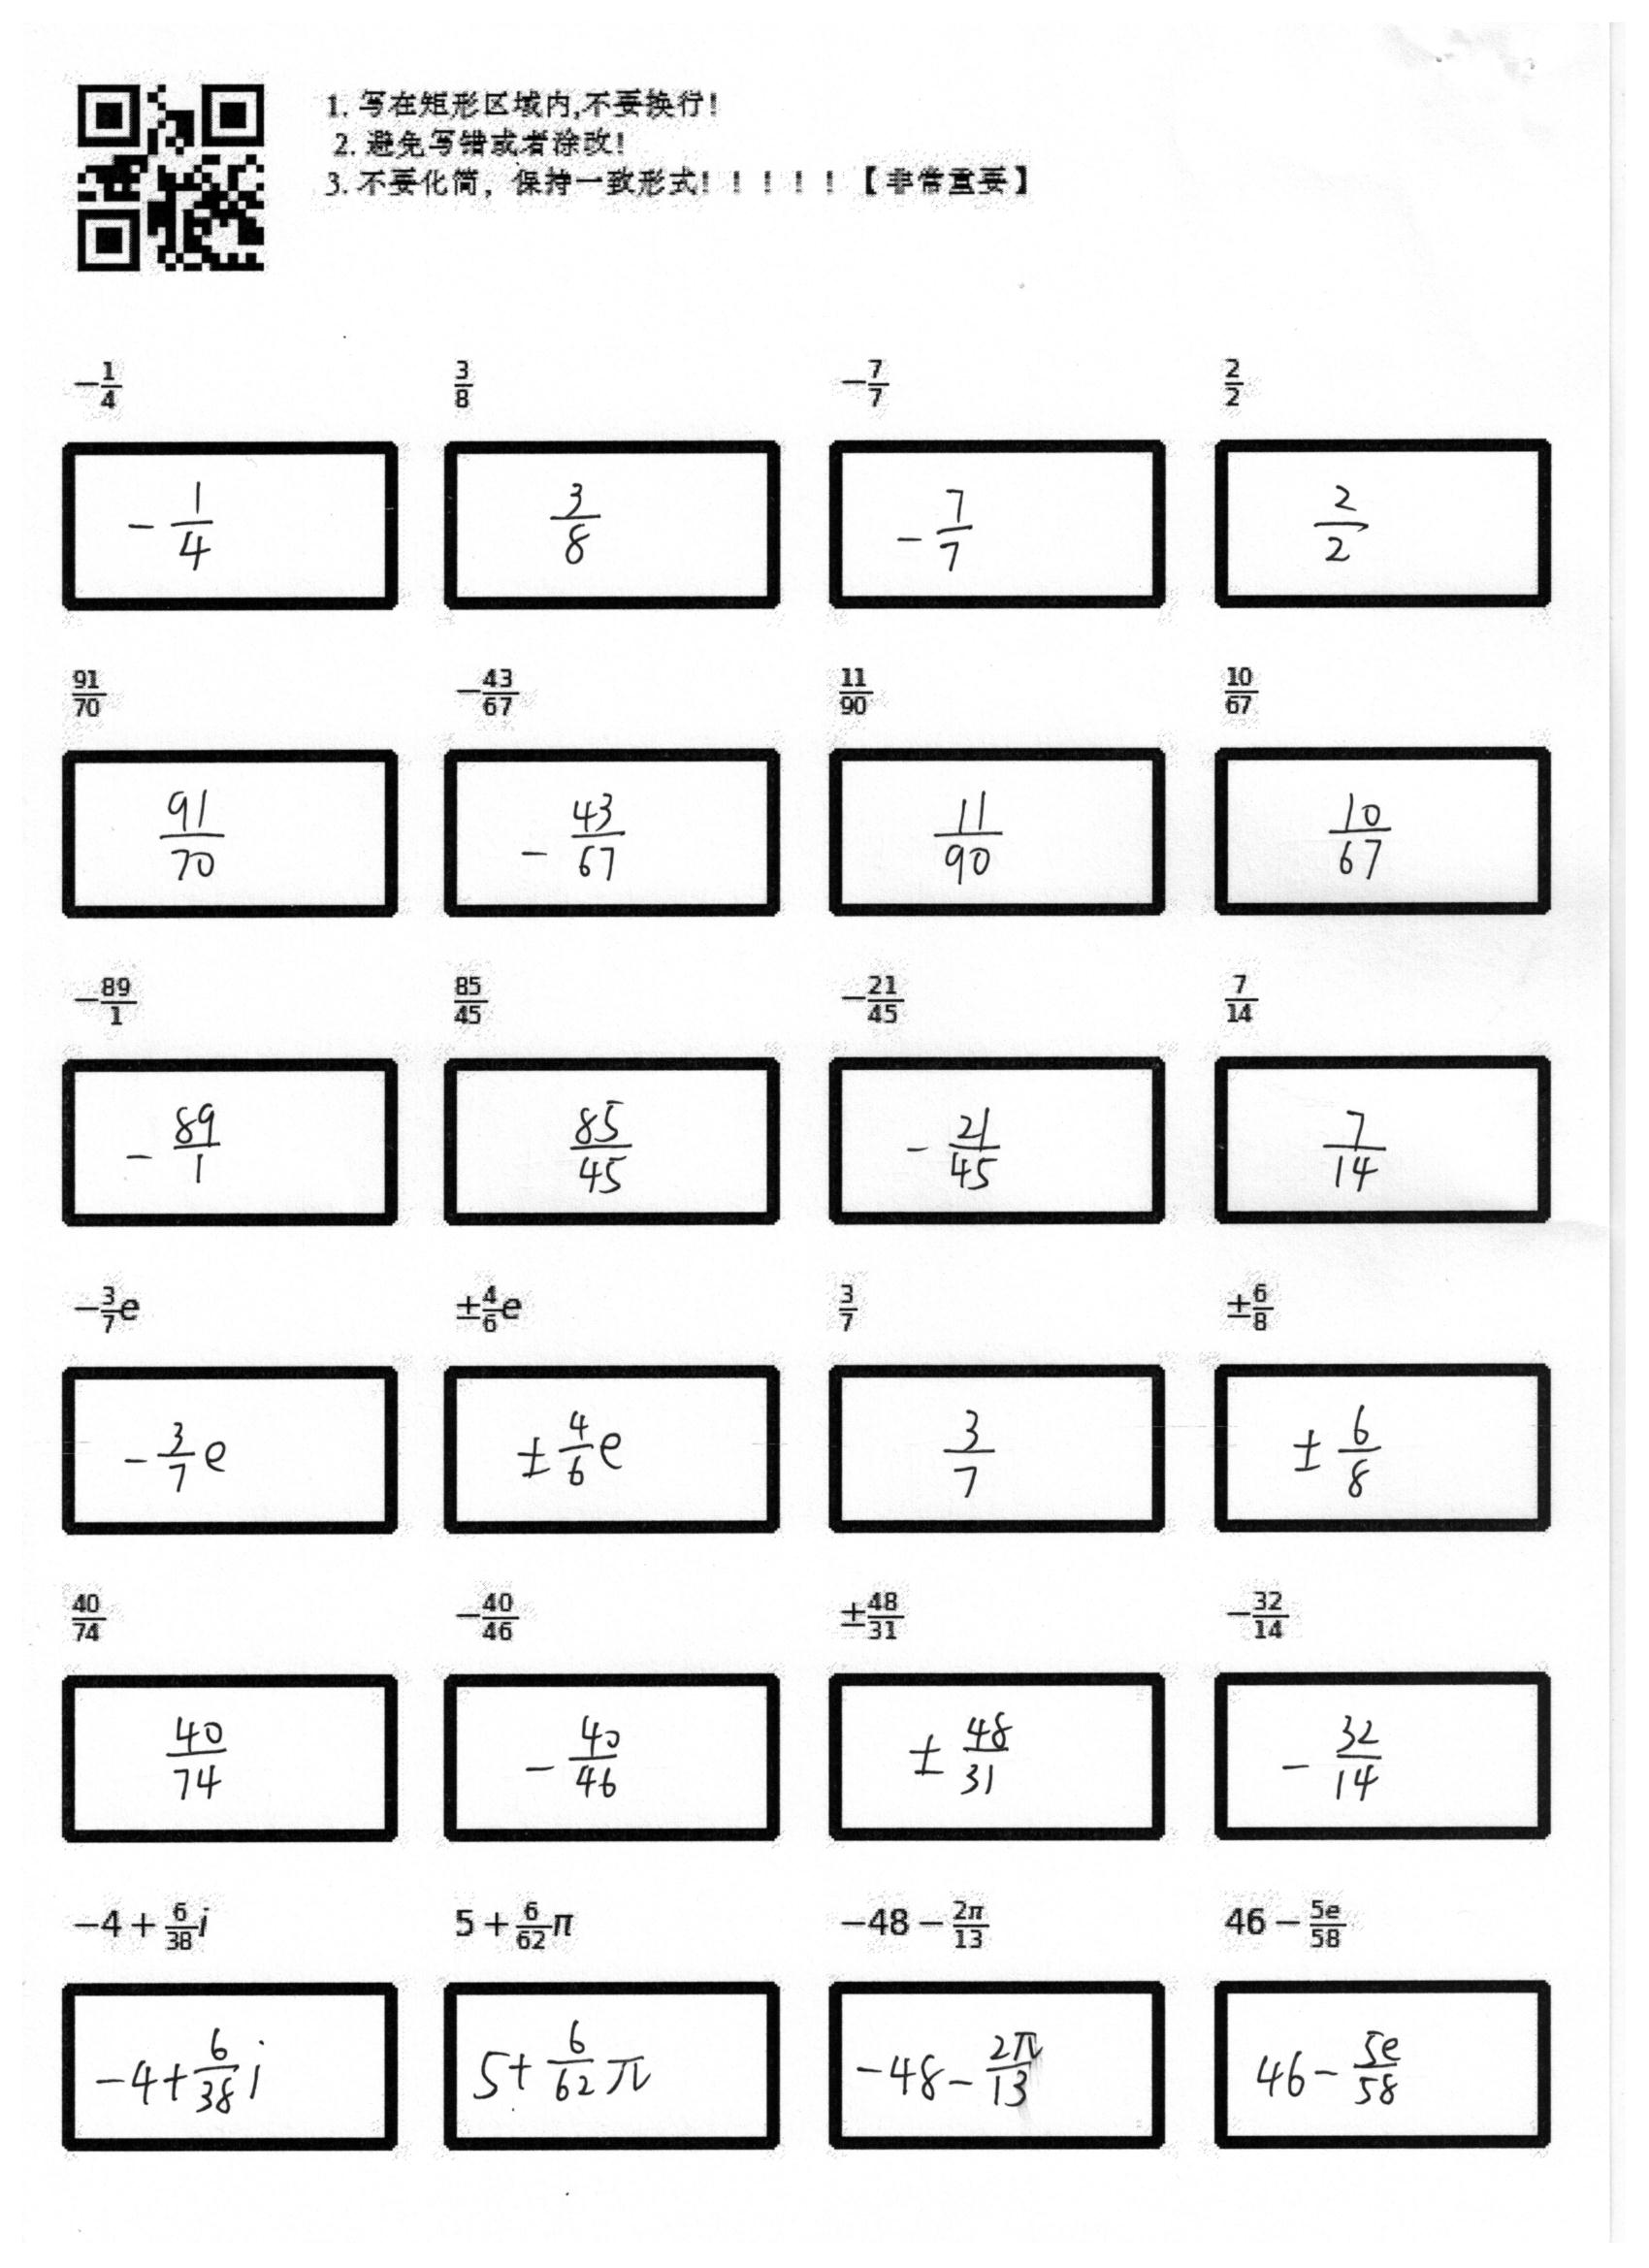 1. 写在矩形区域内,不要换行!
2. 避免写错或者涂改!
3. 不要化简，保持一致形式！！！！！【非常重要】
$-\frac{1}{4}$ $\frac{3}{8}$ $-\frac{7}{7}$ $\frac{2}{2}$
$-\frac{1}{4}$ $\frac{3}{8}$ $-\frac{7}{7}$ $\frac{2}{2}$
$\frac{91}{70}$ $-\frac{43}{67}$ $\frac{11}{90}$ $\frac{10}{67}$
$\frac{91}{70}$ $-\frac{43}{67}$ $\frac{11}{90}$ $\frac{10}{67}$
$-\frac{89}{1}$ $\frac{85}{45}$ $-\frac{21}{45}$ $\frac{7}{14}$
$-\frac{89}{1}$ $\frac{85}{45}$ $-\frac{21}{45}$ $\frac{7}{14}$
$-\frac{3}{7}e$ $\pm\frac{4}{6}e$ $\frac{3}{7}$ $\pm\frac{6}{8}$
$-\frac{3}{7}e$ $\pm\frac{4}{6}e$ $\frac{3}{7}$ $\pm\frac{6}{8}$
$\frac{40}{74}$ $-\frac{40}{46}$ $\pm\frac{48}{31}$ $-\frac{32}{14}$
$\frac{40}{74}$ $-\frac{40}{46}$ $\pm\frac{48}{31}$ $-\frac{32}{14}$
$-4+\frac{6}{38}i$ $5+\frac{6}{62}\pi$ $-48-\frac{2\pi}{13}$ $46-\frac{5e}{58}$
$-4+\frac{6}{38}i$ $5+\frac{6}{62}\pi$ $-48-\frac{2\pi}{13}$ $46-\frac{5e}{58}$